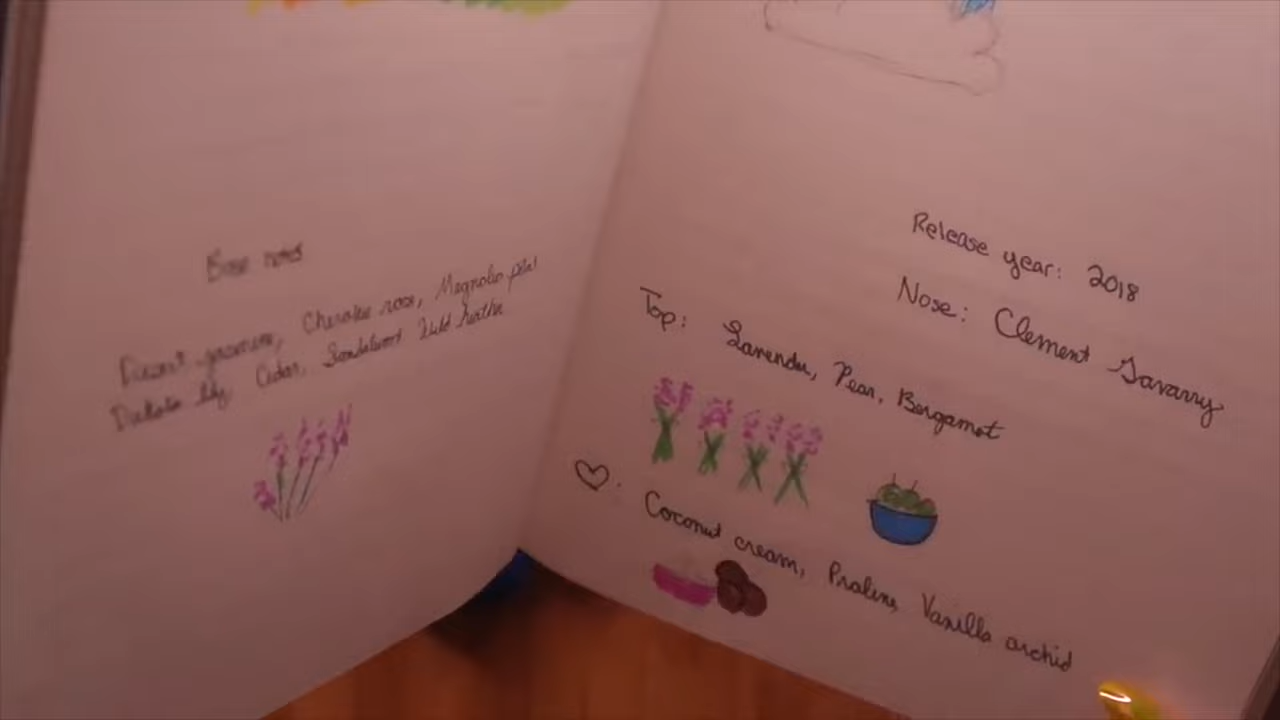 Base notes
Desert jasmine, Cherokee rose, Magnolia petal
Dakota lily Cedar, Sandalwood Wild heather
Release year: 2018
Nose: Clement Gavarry
Top: Lavender, Pear, Bergamot
Coconut cream, Praline, Vanilla orchid